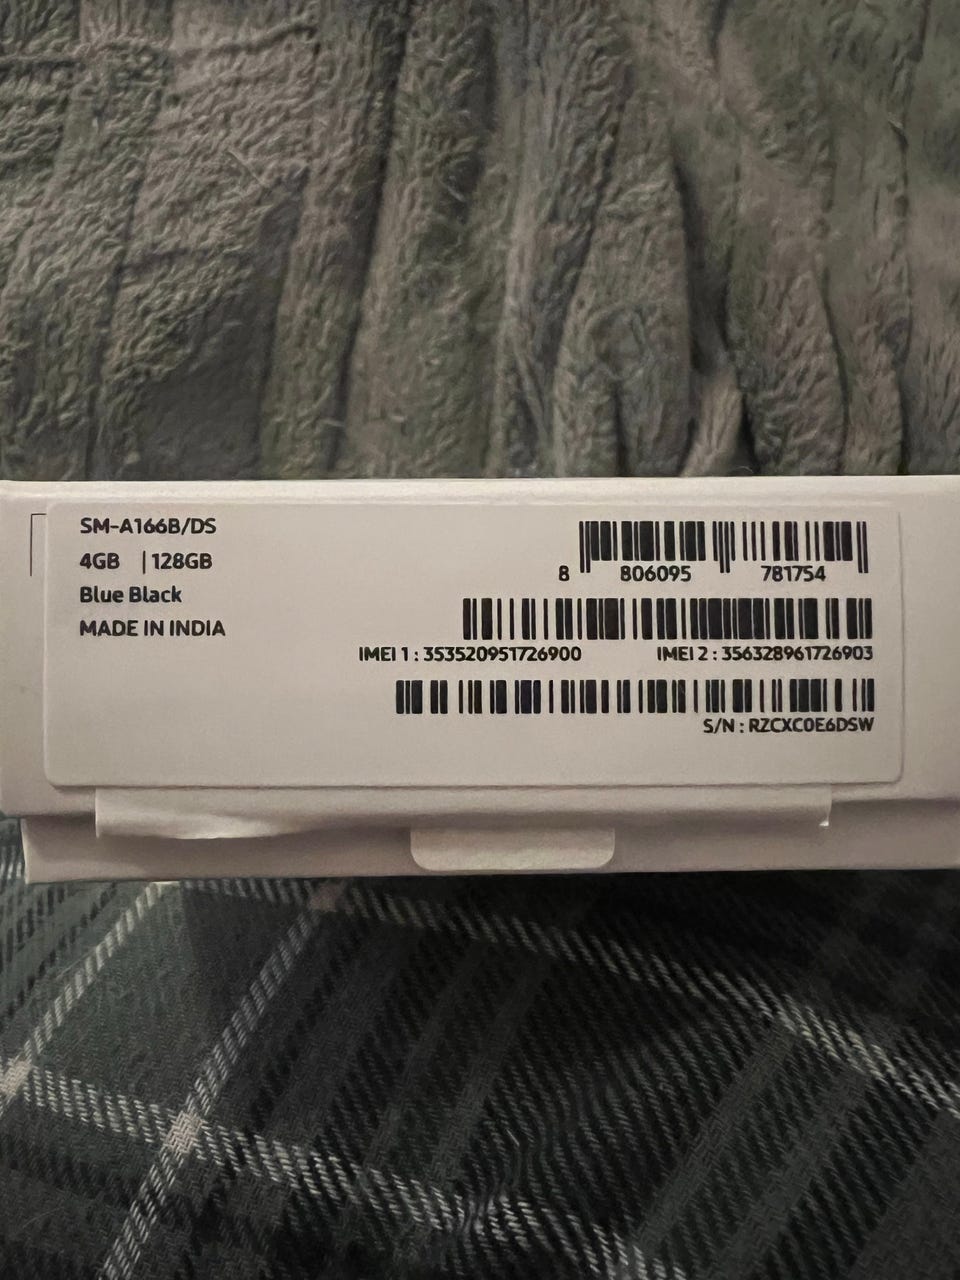 SM-A166B/DS
4GB | 128GB
Blue Black
MADE IN INDIA
8 806095 781754
IMEI 1 : 353520951726900 IMEI 2 : 356328961726903
S/N : RZCXC0E6DSW